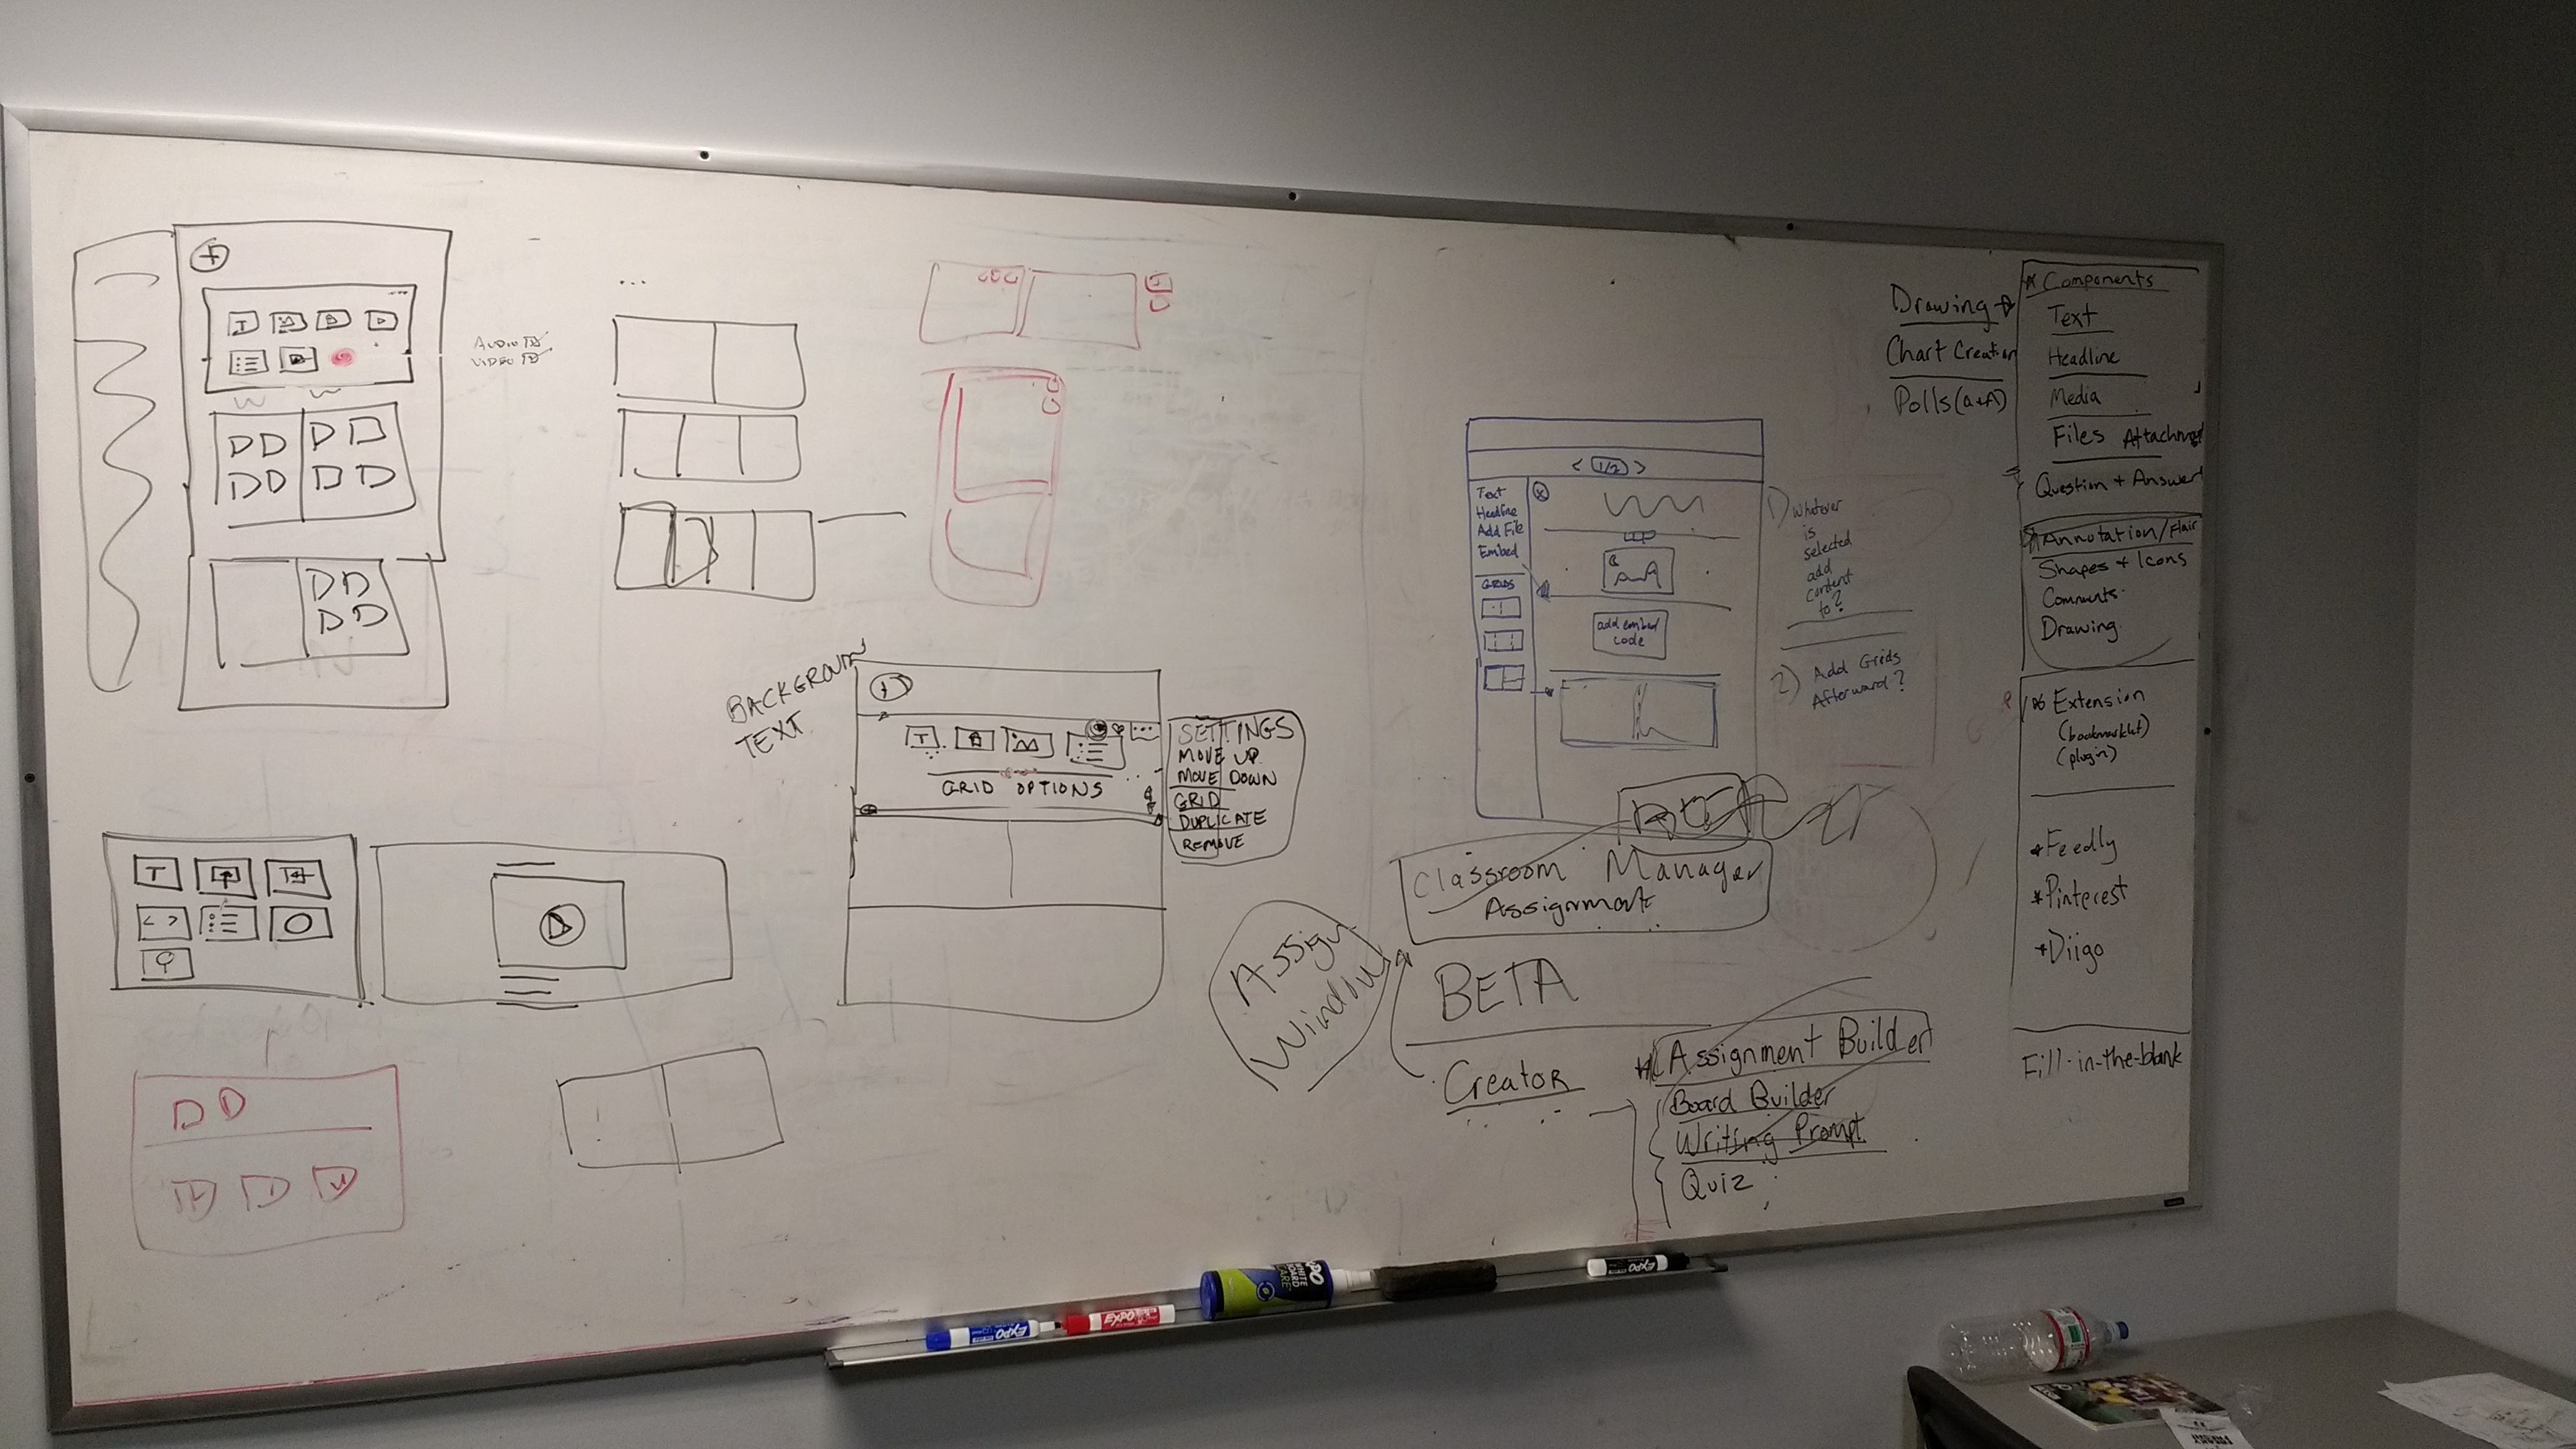 AUDIO
VIDEO
BACKGROUN
TEXT
T
GRID OPTIONS
SETTINGS
MOVE UP
MOVE DOWN
GRID
DUPLICATE
REMOVE
T
< >
< 1/2 >
Text
Headline
Add File
Embed
GRIDS
add embed
code
1) Whatever
is
selected
add
content
to?
2) Add Grids
Afterward?
Classroom Manager
Assignment
Assign
Window
BETA
Creator
Assignment Builder
Board Builder
Writing Prompt
Quiz
Drawing
Chart Creation
Polls (Q+A)
Components
Text
Headline
Media
Files Attachment
Question + Answer
Annotation/Flair
Shapes + Icons
Comments
Drawing
Extension
(bookmarklet)
(plugin)
*Feedly
*Pinterest
*Diigo
Fill-in-the-blank
EXPO
EXPO
EXPO